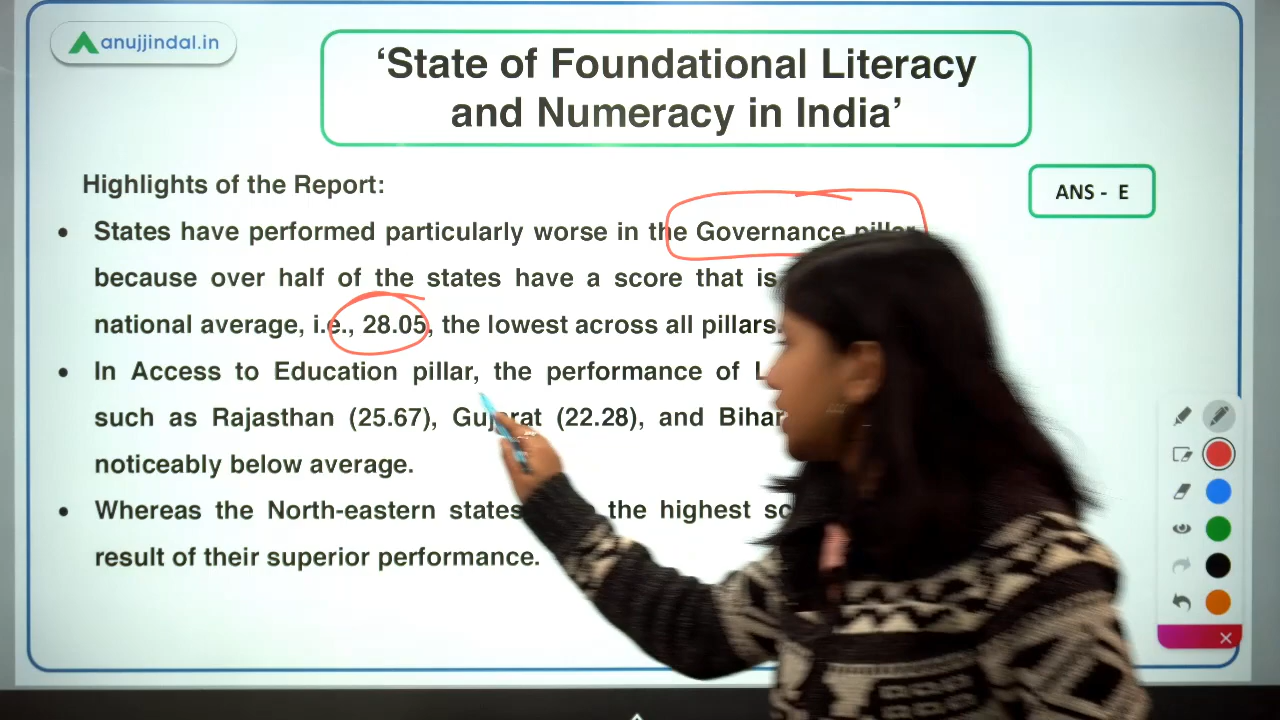 anujjindal.in
‘State of Foundational Literacy
and Numeracy in India’
Highlights of the Report:
ANS - E
• States have performed particularly worse in the Governance pillar
because over half of the states have a score that is
national average, i.e., 28.05, the lowest across all pillars.
• In Access to Education pillar, the performance of
such as Rajasthan (25.67), Gujarat (22.28), and Bihar
noticeably below average.
• Whereas the North-eastern states the highest
result of their superior performance.